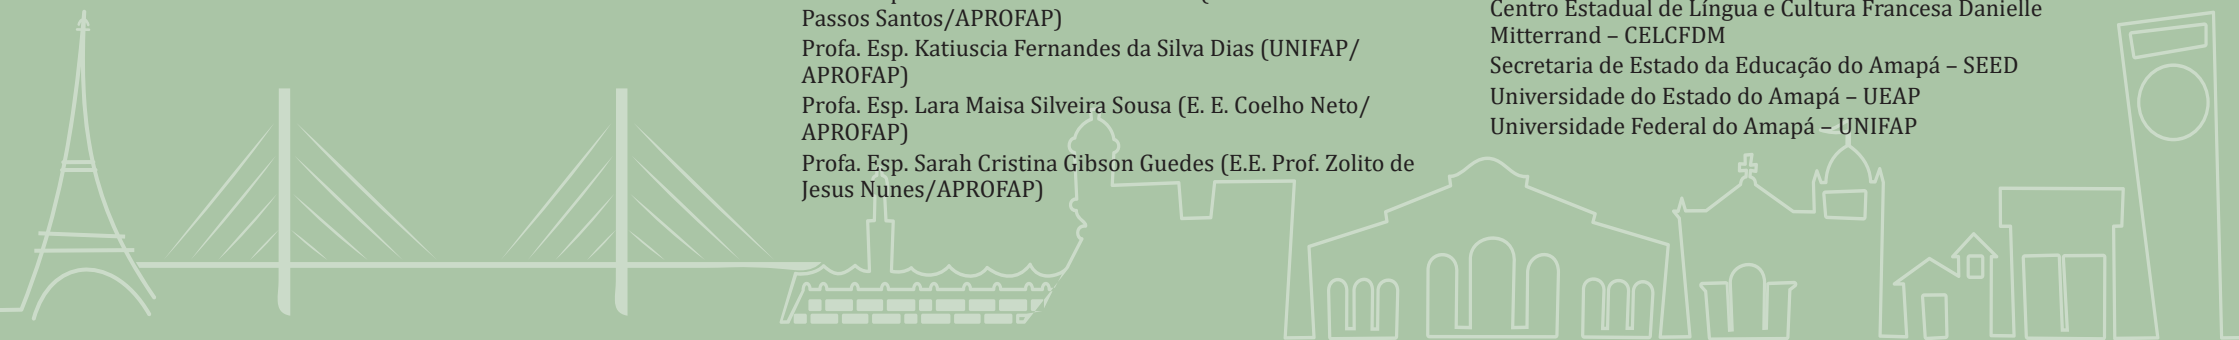 Passos Santos/APROFAP)
Profa. Esp. Katiuscia Fernandes da Silva Dias (UNIFAP/
APROFAP)
Profa. Esp. Lara Maisa Silveira Sousa (E. E. Coelho Neto/
APROFAP)
Profa. Esp. Sarah Cristina Gibson Guedes (E.E. Prof. Zolito de
Jesus Nunes/APROFAP)
Centro Estadual de Língua e Cultura Francesa Danielle
Mitterrand – CELCFDM
Secretaria de Estado da Educação do Amapá – SEED
Universidade do Estado do Amapá – UEAP
Universidade Federal do Amapá – UNIFAP